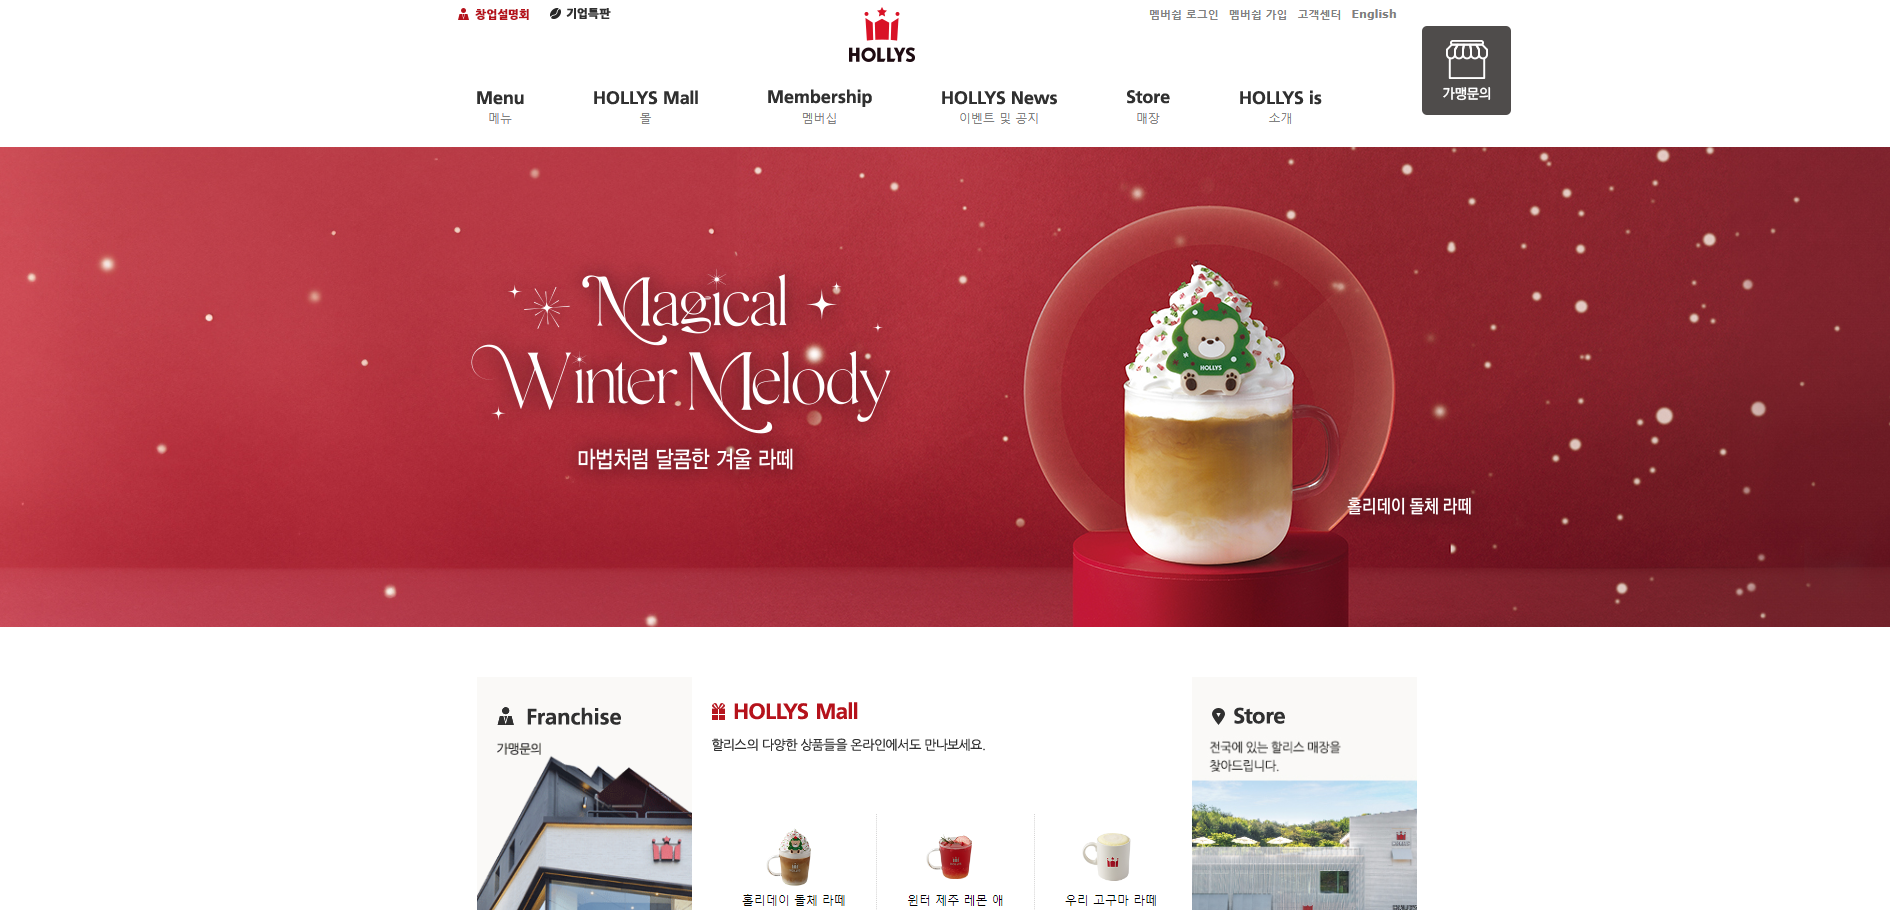 창업설명회 기업특판
HOLLYS
멤버쉽 로그인 멤버쉽 가입 고객센터 English
가맹문의
Menu
메뉴
HOLLYS Mall
몰
Membership
멤버십
HOLLYS News
이벤트 및 공지
Store
매장
HOLLYS is
소개
Magical
Winter Melody
마법처럼 달콤한 겨울 라떼
HOLLYS
홀리데이 돌체 라떼
Franchise
가맹문의
HOLLYS Mall
할리스의 다양한 상품들을 온라인에서도 만나보세요.
홀리데이 돌체 라떼
윈터 제주 레몬 애
우리 고구마 라떼
Store
전국에 있는 할리스 매장을
찾아드립니다.
HOLLYS